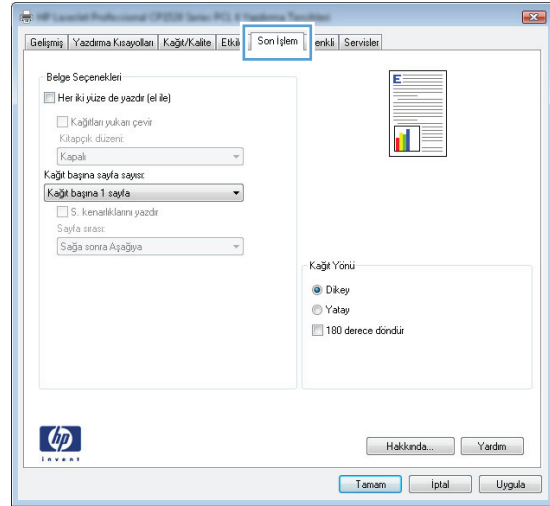 Gelişmiş Yazdırma Kısayolları Kağıt/Kalite Son İşlem Servisler
Belge Seçenekleri
Her iki yüze de yazdır (el ile)
Kağıtları yukarı çevir
Kitapçık düzeni:
Kapalı
Kağıt başına sayfa sayısı:
Kağıt başına 1 sayfa
S. kenarlıklarını yazdır
Sayfa sırası:
Sağa sonra Aşağıya
E
Kağıt Yönü
Dikey
Yatay
180 derece döndür
hp
invent
Hakkında... Yardım
Tamam İptal Uygula